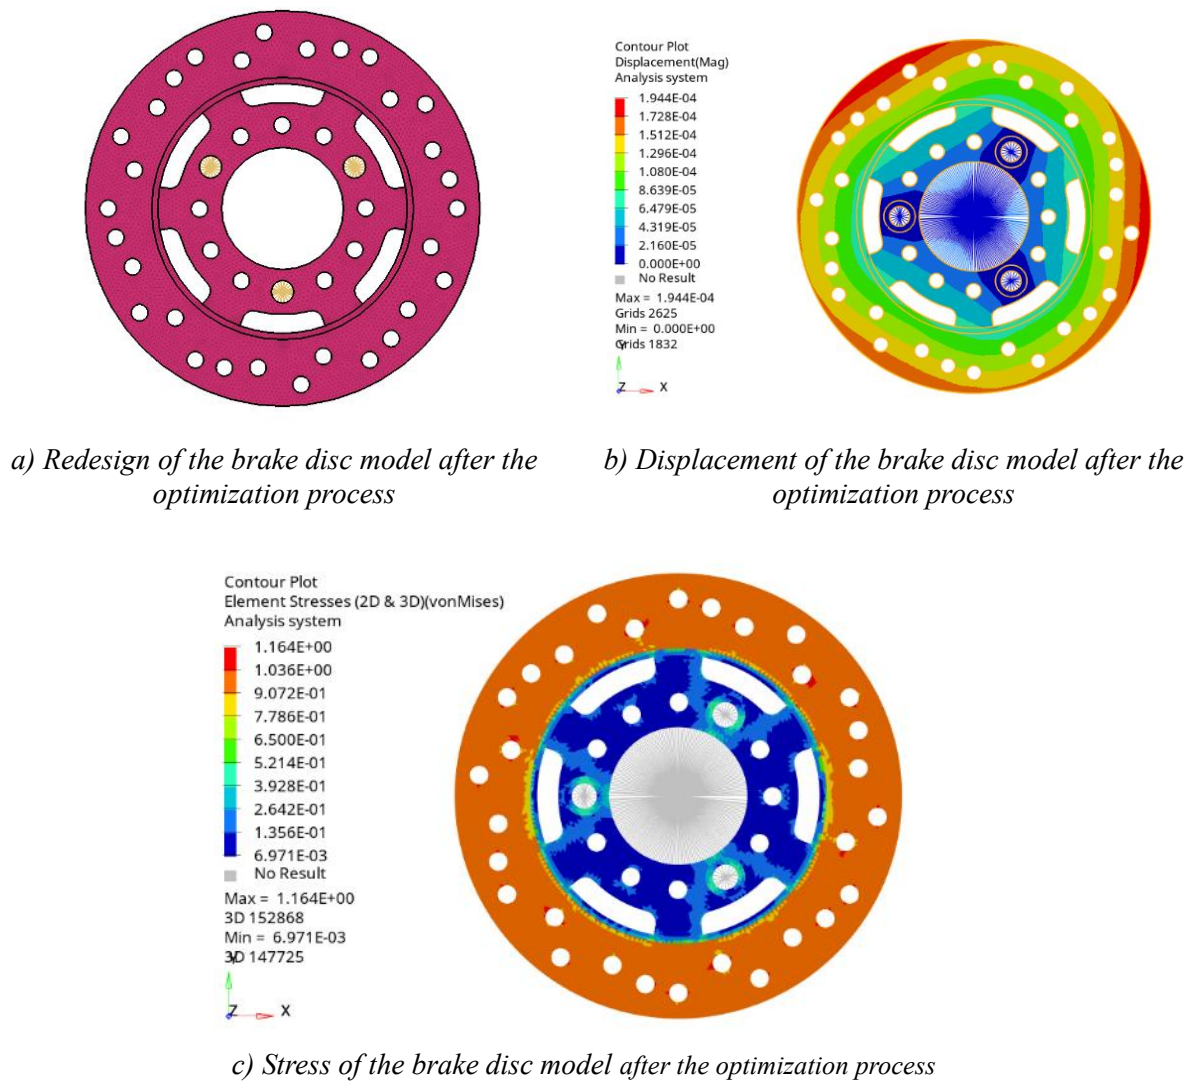 Contour Plot
Displacement(Mag)
Analysis system
1.944E-04
1.728E-04
1.512E-04
1.296E-04
1.080E-04
8.639E-05
6.479E-05
4.319E-05
2.160E-05
0.000E+00
No Result
Max = 1.944E-04
Grids 2625
Min = 0.000E+00
Grids 1832
Y
Z X
a) Redesign of the brake disc model after the
optimization process
b) Displacement of the brake disc model after the
optimization process
Contour Plot
Element Stresses (2D & 3D)(vonMises)
Analysis system
1.164E+00
1.036E+00
9.072E-01
7.786E-01
6.500E-01
5.214E-01
3.928E-01
2.642E-01
1.356E-01
6.971E-03
No Result
Max = 1.164E+00
3D 152868
Min = 6.971E-03
3D 147725
Y
Z X
c) Stress of the brake disc model after the optimization process